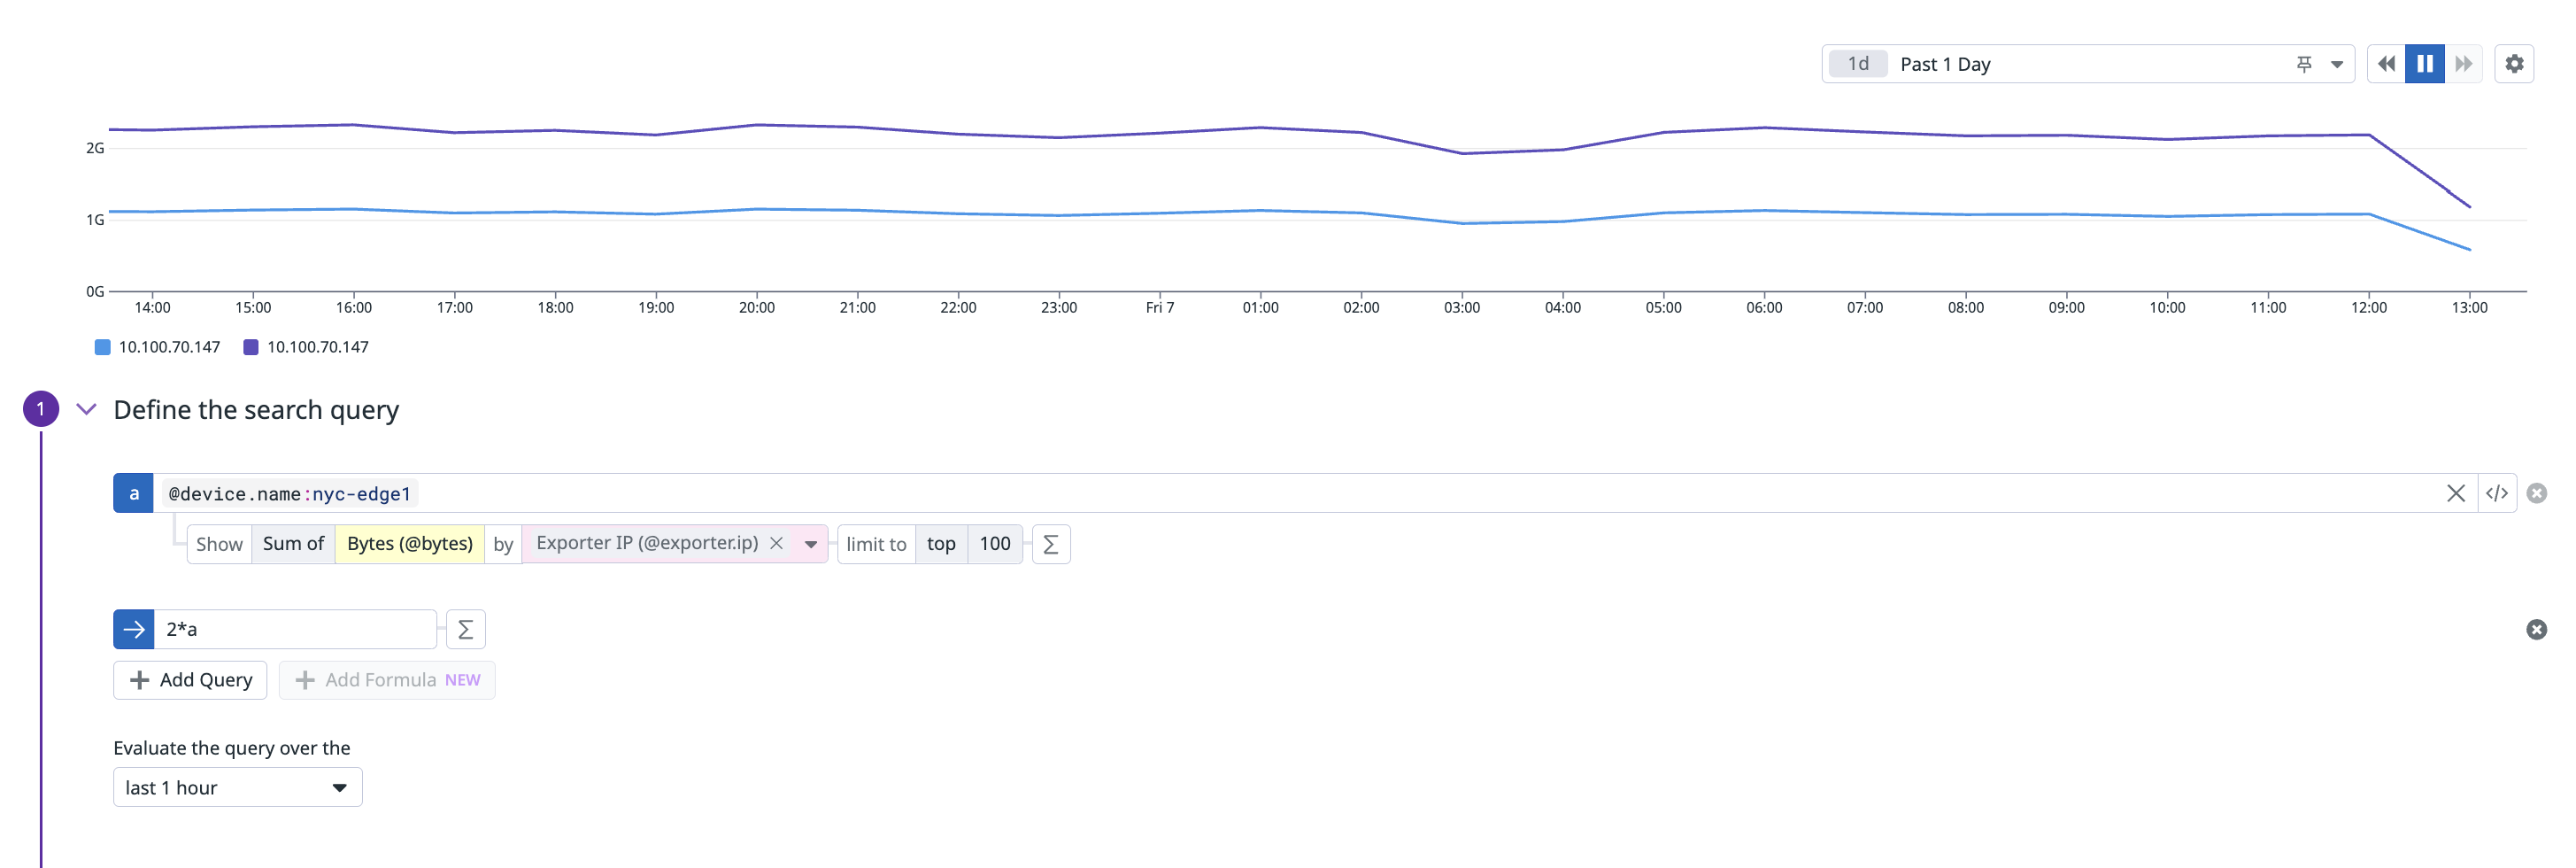 1d Past 1 Day
2G
1G
0G
14:00 15:00 16:00 17:00 18:00 19:00 20:00 21:00 22:00 23:00 Fri 7 01:00 02:00 03:00 04:00 05:00 06:00 07:00 08:00 09:00 10:00 11:00 12:00 13:00
10.100.70.147 10.100.70.147
1 Define the search query
a @device.name:nyc-edge1 </>
Show Sum of Bytes (@bytes) by Exporter IP (@exporter.ip) limit to top 100 Σ
2*a Σ
Add Query Add Formula NEW
Evaluate the query over the
last 1 hour